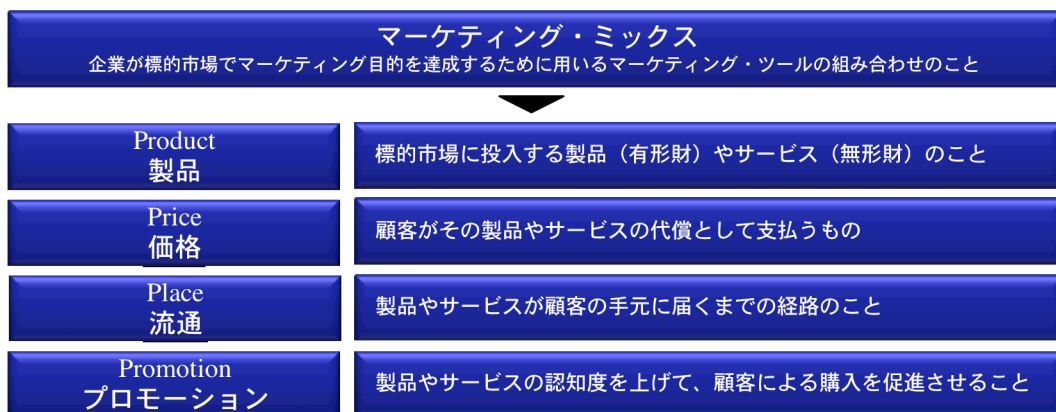 マーケティング・ミックス
企業が標的市場でマーケティング目的を達成するために用いるマーケティング・ツールの組み合わせのこと
Product
製品
標的市場に投入する製品（有形財）やサービス（無形財）のこと
Price
価格
顧客がその製品やサービスの代償として支払うもの
Place
流通
製品やサービスが顧客の手元に届くまでの経路のこと
Promotion
プロモーション
製品やサービスの認知度を上げて、顧客による購入を促進させること